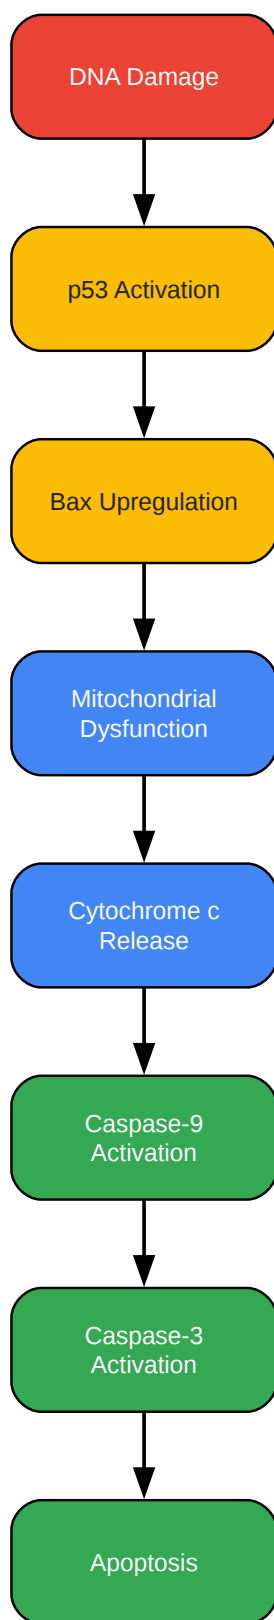 DNA Damage
p53 Activation
Bax Upregulation
Mitochondrial
Dysfunction
Cytochrome c
Release
Caspase-9
Activation
Caspase-3
Activation
Apoptosis